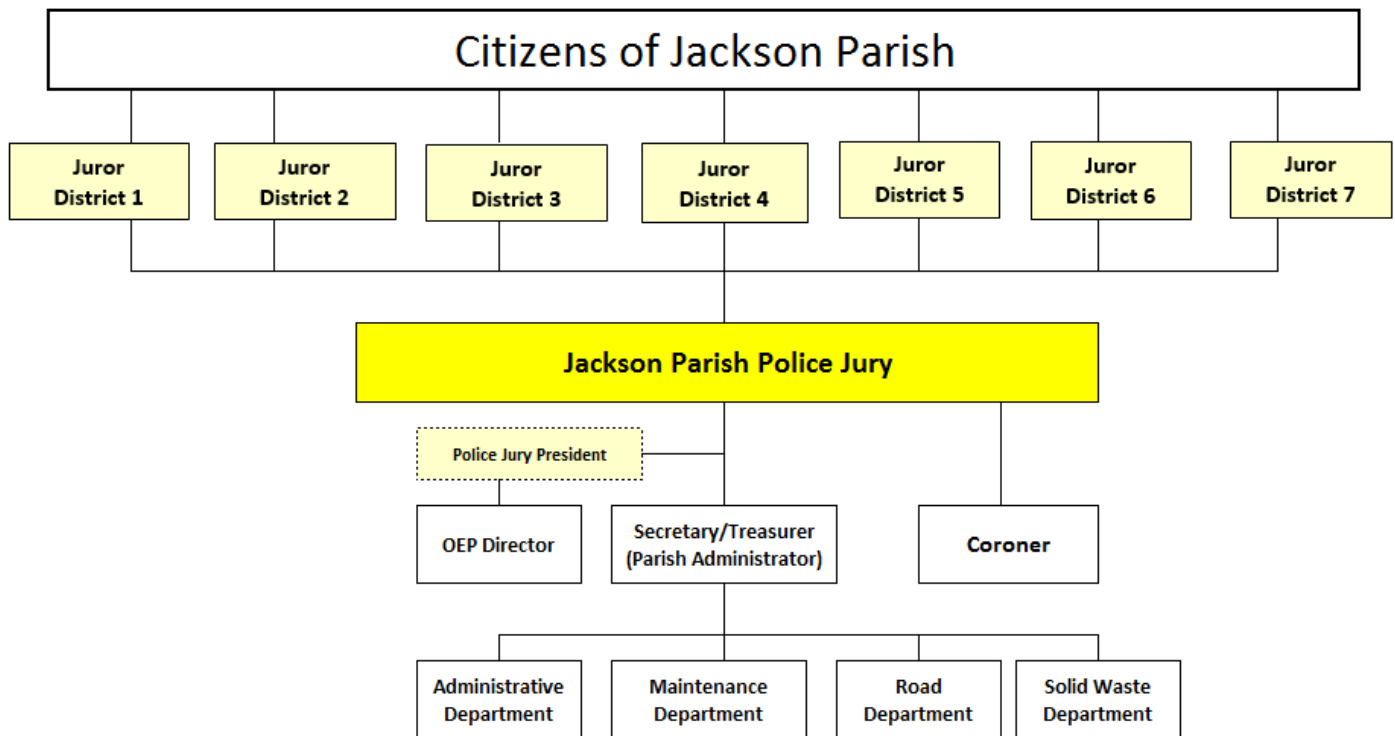 Citizens of Jackson Parish
Juror
District 1
Juror
District 2
Juror
District 3
Juror
District 4
Juror
District 5
Juror
District 6
Juror
District 7
Jackson Parish Police Jury
Police Jury President
OEP Director
Secretary/Treasurer
(Parish Administrator)
Coroner
Administrative
Department
Maintenance
Department
Road
Department
Solid Waste
Department